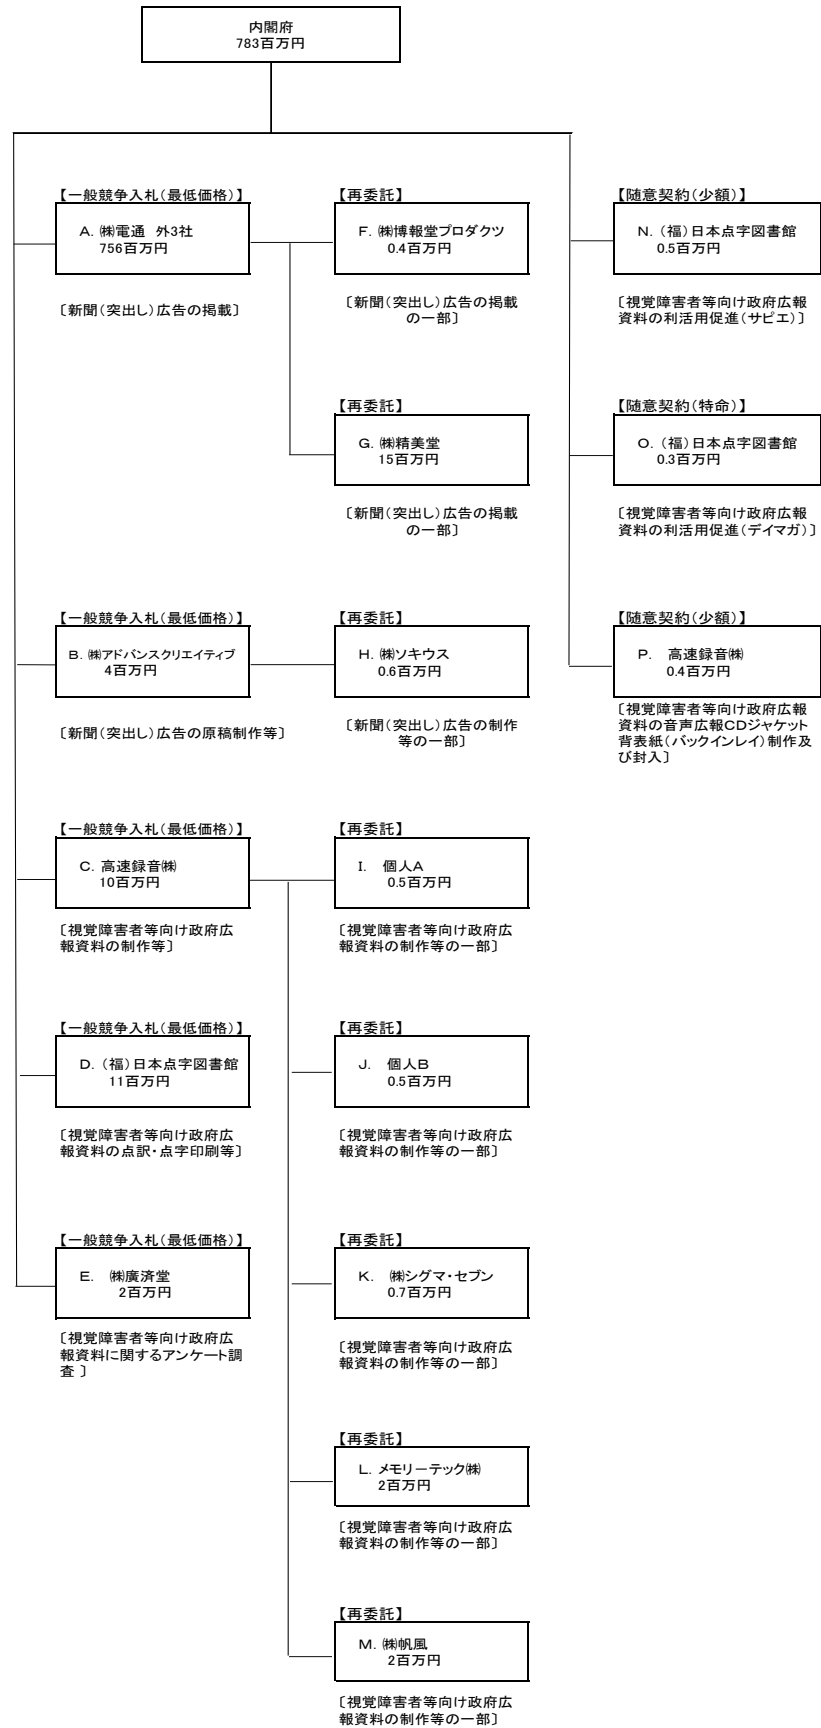 内閣府
783百万円
【一般競争入札(最低価格)】
A. ㈱電通 外3社
756百万円
〔新聞(突出し)広告の掲載〕
【再委託】
F. ㈱博報堂プロダクツ
0.4百万円
〔新聞(突出し)広告の掲載
の一部〕
【再委託】
G. ㈱精美堂
15百万円
〔新聞(突出し)広告の掲載
の一部〕
【一般競争入札(最低価格)】
B. ㈱アドバンスクリエイティブ
4百万円
〔新聞(突出し)広告の原稿制作等〕
【再委託】
H. ㈱ソキウス
0.6百万円
〔新聞(突出し)広告の制作
等の一部〕
【一般競争入札(最低価格)】
C. 高速録音㈱
10百万円
〔視覚障害者等向け政府広
報資料の制作等〕
【再委託】
I. 個人A
0.5百万円
〔視覚障害者等向け政府広
報資料の制作等の一部〕
【再委託】
J. 個人B
0.5百万円
〔視覚障害者等向け政府広
報資料の制作等の一部〕
【再委託】
K. ㈱シグマ・セブン
0.7百万円
〔視覚障害者等向け政府広
報資料の制作等の一部〕
【再委託】
L. メモリーテック㈱
2百万円
〔視覚障害者等向け政府広
報資料の制作等の一部〕
【再委託】
M. ㈱帆風
2百万円
〔視覚障害者等向け政府広
報資料の制作等の一部〕
【一般競争入札(最低価格)】
D. (福)日本点字図書館
11百万円
〔視覚障害者等向け政府広
報資料の点訳・点字印刷等〕
【一般競争入札(最低価格)】
E. ㈱廣済堂
2百万円
〔視覚障害者等向け政府広
報資料に関するアンケート調
査 〕
【随意契約(少額)】
N. (福)日本点字図書館
0.5百万円
〔視覚障害者等向け政府広報
資料の利活用促進(サピエ)〕
【随意契約(特命)】
O. (福)日本点字図書館
0.3百万円
〔視覚障害者等向け政府広報
資料の利活用促進(デイマガ)〕
【随意契約(少額)】
P. 高速録音㈱
0.4百万円
〔視覚障害者等向け政府広報
資料の音声広報CDジャケット
背表紙(バックインレイ)制作及
び封入〕